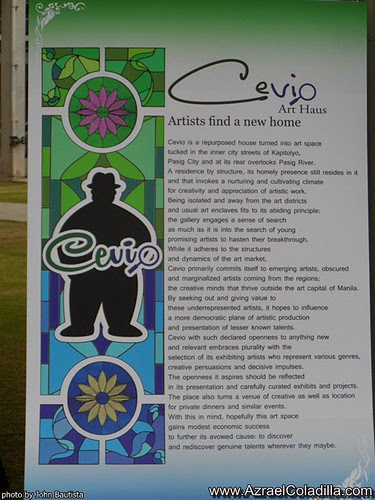 Cevio
Art Haus
Artists find a new home
Cevio is a repurposed house turned into art space
tucked in the inner city streets of Kapitolyo,
Pasig City and at its rear overlooks Pasig River.
A residence by structure, its homely presence still resides in it
and that invokes a nurturing and cultivating climate
for creativity and appreciation of artistic work.
Being isolated and away from the art districts
and usual art enclaves fits to its abiding principle:
the gallery engages a sense of search
as much as it is into the search of young
promising artists to hasten their breakthrough.
While it adheres to the structures
and dynamics of the art market,
Cevio primarily commits itself to emerging artists, obscured
and marginalized artists coming from the regions;
the creative minds that thrive outside the art capital of Manila.
By seeking out and giving value to
these underrepresented artists, it hopes to influence
a more democratic plane of artistic production
and presentation of lesser known talents.
Cevio with such declared openness to anything new
and relevant embraces plurality with the
selection of its exhibiting artists who represent various genres,
creative persuasions and decisive impulses.
The openness it aspires should be reflected
in its presentation and carefully curated exhibits and projects.
The place also turns a venue of creative as well as location
for private dinners and similar events.
With this in mind, hopefully this art space
gains modest economic success
to further its avowed cause: to discover
and rediscover genuine talents wherever they maybe.
Cevio
photo by John Bautista
www.AzraelColadilla.com